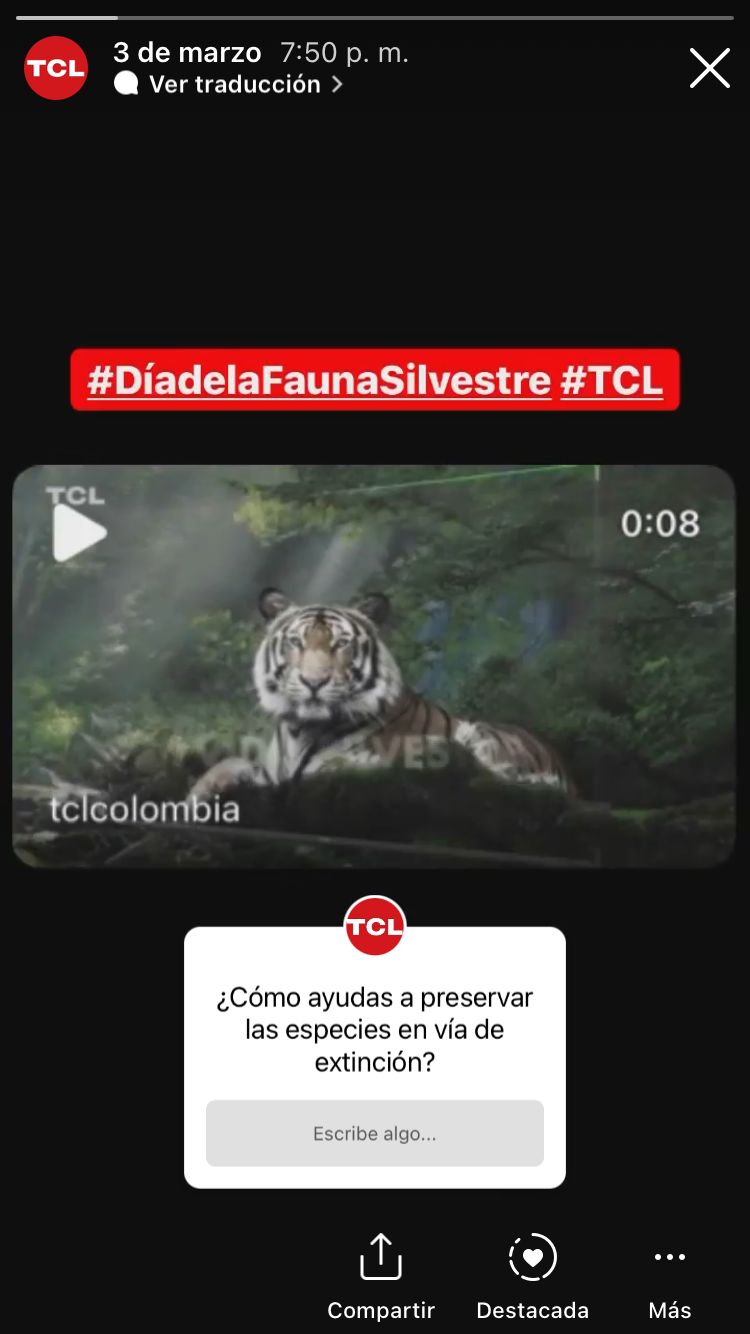 TCL
3 de marzo 7:50 p. m.
Ver traducción
#DíadelaFaunaSilvestre #TCL
TCL
0:08
tclcolombia
TCL
¿Cómo ayudas a preservar
las especies en vía de
extinción?
Escribe algo...
Compartir Destacada Más